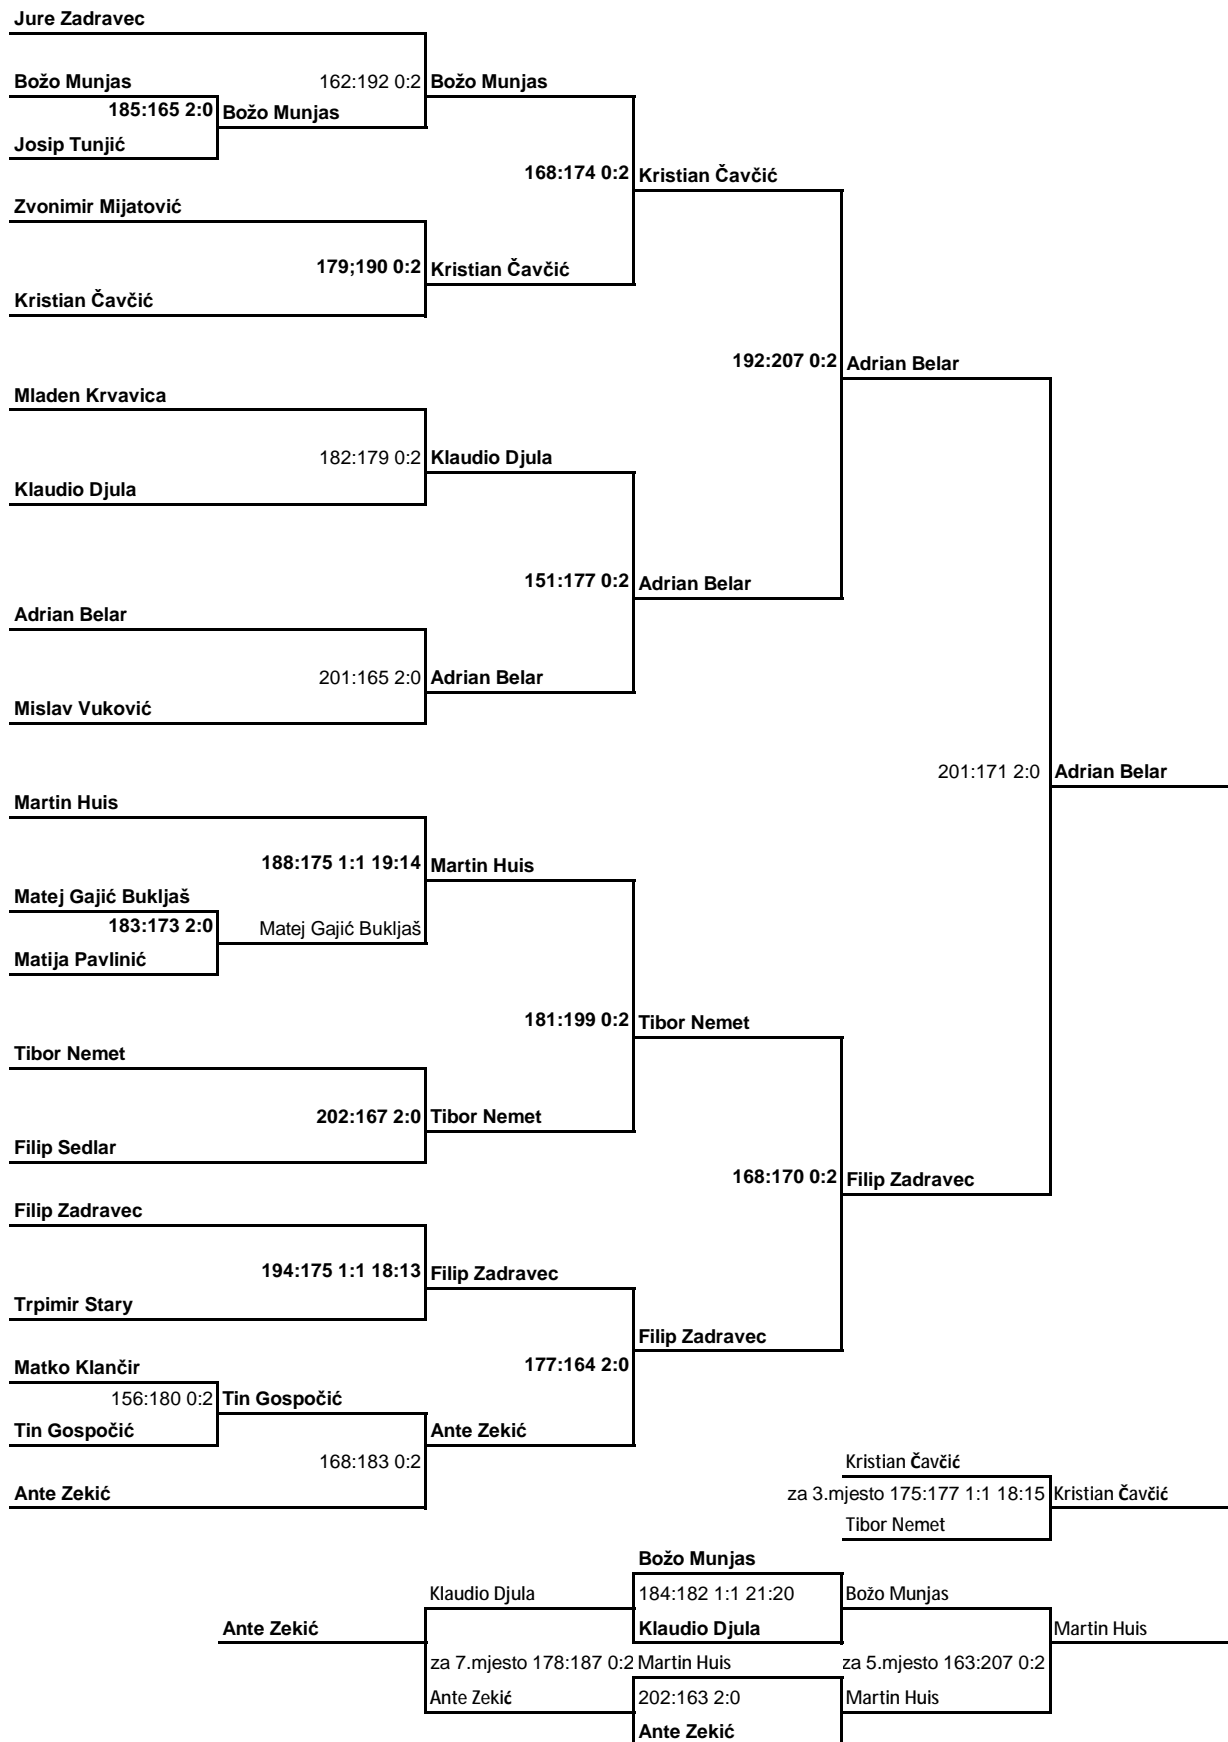 Jure Zadravec
Božo Munjas 162:192 0:2 Božo Munjas
185:165 2:0 Božo Munjas
Josip Tunjić
168:174 0:2 Kristian Čavčić
Zvonimir Mijatović
179;190 0:2 Kristian Čavčić
Kristian Čavčić
192:207 0:2 Adrian Belar
Mladen Krvavica
182:179 0:2 Klaudio Djula
Klaudio Djula
151:177 0:2 Adrian Belar
Adrian Belar
201:165 2:0 Adrian Belar
Mislav Vuković
201:171 2:0 Adrian Belar
Martin Huis
188:175 1:1 19:14 Martin Huis
Matej Gajić Bukljaš
183:173 2:0 Matej Gajić Bukljaš
Matija Pavlinić
181:199 0:2 Tibor Nemet
Tibor Nemet
202:167 2:0 Tibor Nemet
Filip Sedlar
168:170 0:2 Filip Zadravec
Filip Zadravec
194:175 1:1 18:13 Filip Zadravec
Trpimir Stary
Filip Zadravec
Matko Klančir 177:164 2:0
156:180 0:2 Tin Gospočić
Tin Gospočić Ante Zekić
168:183 0:2 Kristian Čavčić
Ante Zekić za 3.mjesto 175:177 1:1 18:15 Kristian Čavčić
Tibor Nemet
Božo Munjas
Klaudio Djula 184:182 1:1 21:20 Božo Munjas
Ante Zekić Klaudio Djula Martin Huis
za 7.mjesto 178:187 0:2 Martin Huis za 5.mjesto 163:207 0:2
Ante Zekić 202:163 2:0 Martin Huis
Ante Zekić